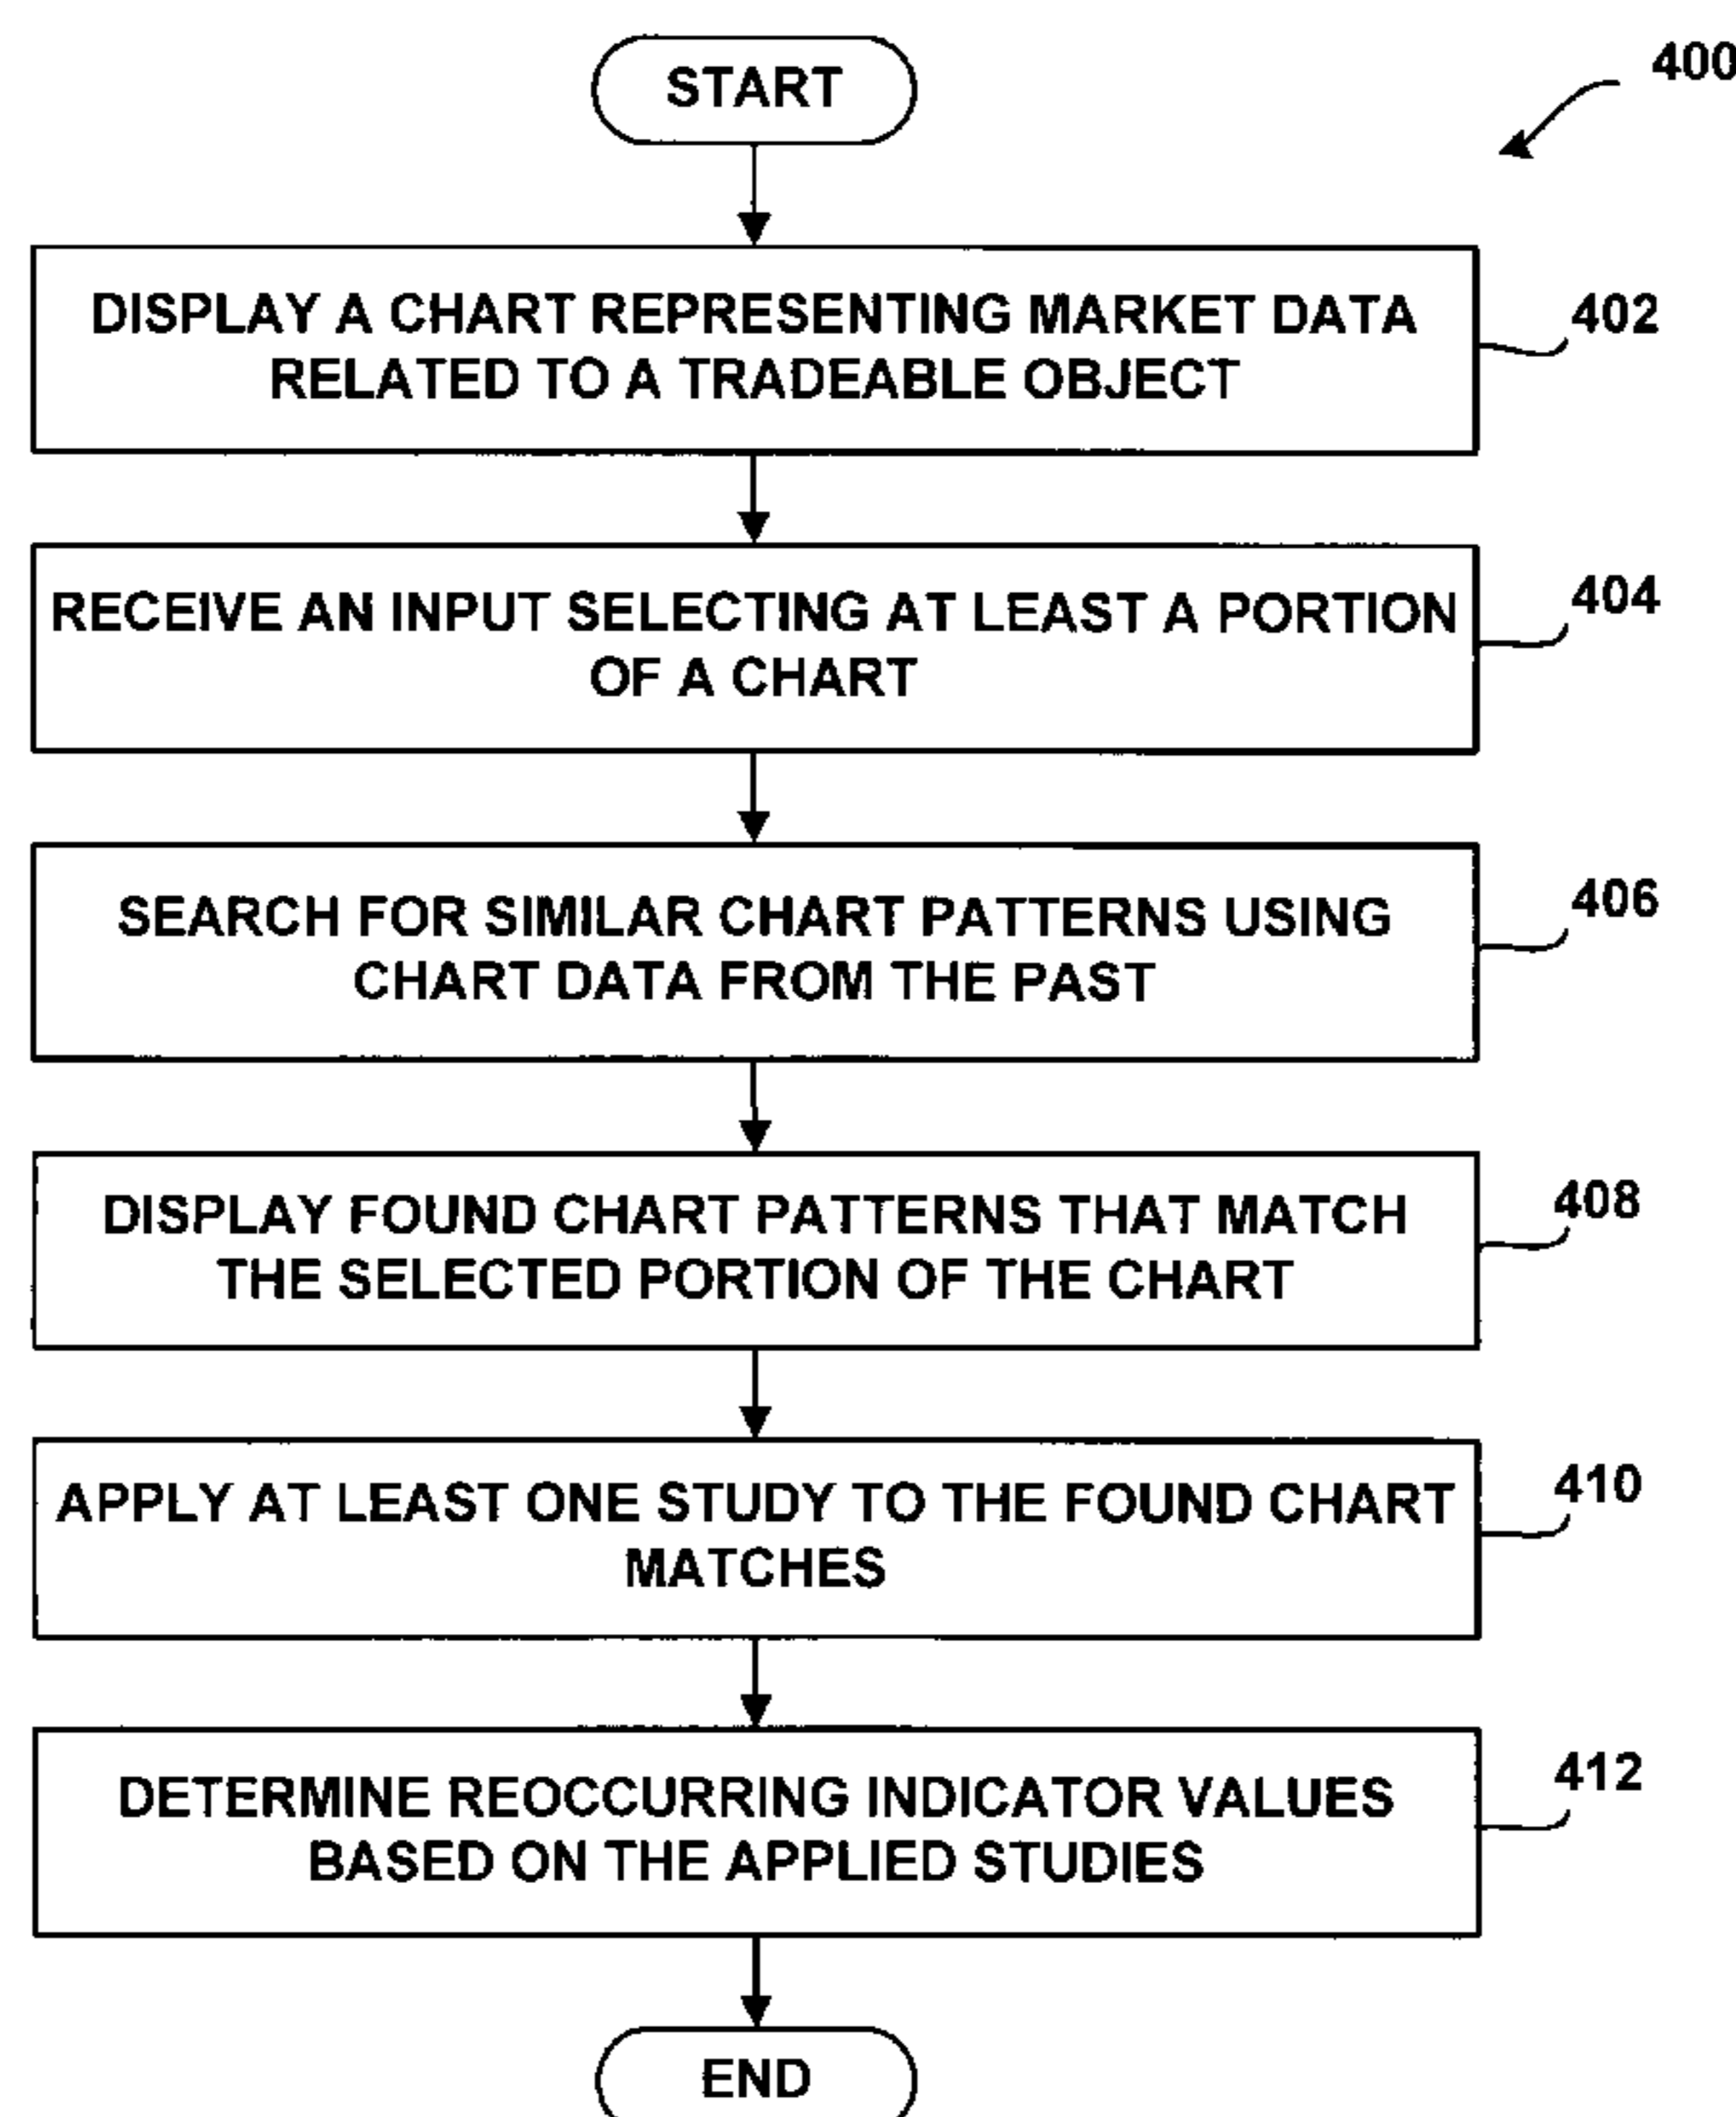 START
400
DISPLAY A CHART REPRESENTING MARKET DATA
RELATED TO A TRADEABLE OBJECT
402
RECEIVE AN INPUT SELECTING AT LEAST A PORTION
OF A CHART
404
SEARCH FOR SIMILAR CHART PATTERNS USING
CHART DATA FROM THE PAST
406
DISPLAY FOUND CHART PATTERNS THAT MATCH
THE SELECTED PORTION OF THE CHART
408
APPLY AT LEAST ONE STUDY TO THE FOUND CHART
MATCHES
410
DETERMINE REOCCURRING INDICATOR VALUES
BASED ON THE APPLIED STUDIES
412
END